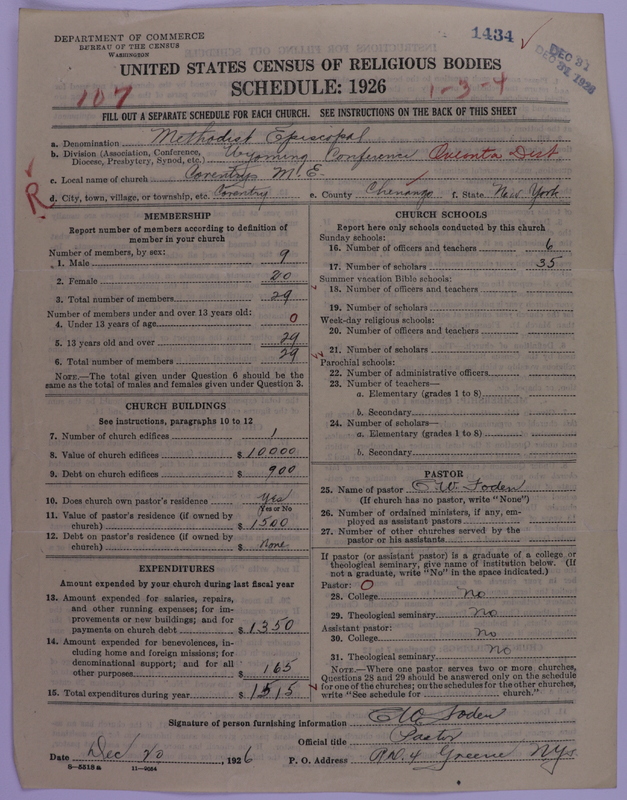 DEPARTMENT OF COMMERCE
BUREAU OF THE CENSUS
WASHINGTON
1434
DEC 31
DEC 31 1926
UNITED STATES CENSUS OF RELIGIOUS BODIES
SCHEDULE: 1926
107
1-3-4
FILL OUT A SEPARATE SCHEDULE FOR EACH CHURCH. SEE INSTRUCTIONS ON THE BACK OF THIS SHEET
a. Denomination Methodist Episcopal
b. Division (Association, Conference, Diocese, Presbytery, Synod, etc.) Wyoming Conference Oneonta Dist
c. Local name of church Coventry M.E.
R
d. City, town, village, or township, etc. Coventry e. County Chenango f. State New York
MEMBERSHIP
Report number of members according to definition of
member in your church
Number of members, by sex:
1. Male 9
2. Female 20
3. Total number of members 29
Number of members under and over 13 years old:
4. Under 13 years of age 0
5. 13 years old and over 29
6. Total number of members 29
NOTE.—The total given under Question 6 should be the
same as the total of males and females given under Question 3.
CHURCH BUILDINGS
See instructions, paragraphs 10 to 12
7. Number of church edifices 1
8. Value of church edifices $ 10000
9. Debt on church edifices $ 900
10. Does church own pastor's residence Yes
(Yes or No)
11. Value of pastor's residence (if owned by
church) $ 1500
12. Debt on pastor's residence (if owned by
church) $ None
EXPENDITURES
Amount expended by your church during last fiscal year
13. Amount expended for salaries, repairs,
and other running expenses; for im-
provements or new buildings; and for
payments on church debt $ 1350
14. Amount expended for benevolences, in-
cluding home and foreign missions; for
denominational support; and for all
other purposes $ 165
15. Total expenditures during year $ 1515
CHURCH SCHOOLS
Report here only schools conducted by this church
Sunday schools:
16. Number of officers and teachers 6
17. Number of scholars 35
Summer vacation Bible schools:
18. Number of officers and teachers
19. Number of scholars
Week-day religious schools:
20. Number of officers and teachers
21. Number of scholars
Parochial schools:
22. Number of administrative officers
23. Number of teachers—
a. Elementary (grades 1 to 8)
b. Secondary
24. Number of scholars—
a. Elementary (grades 1 to 8)
b. Secondary
PASTOR
25. Name of pastor C.W. Loden
(If church has no pastor, write "None")
26. Number of ordained ministers, if any, em-
ployed as assistant pastors
27. Number of other churches served by the
pastor or his assistants
If pastor (or assistant pastor) is a graduate of a college or
theological seminary, give name of institution below. (If
not a graduate, write "No" in the space indicated.)
Pastor: 0
28. College No
29. Theological seminary No
Assistant pastor:
30. College No
31. Theological seminary No
NOTE.—Where one pastor serves two or more churches,
Questions 28 and 29 should be answered only on the schedule
for one of the churches; on the schedules for the other churches,
write "See schedule for church."
Signature of person furnishing information C W Loden
Official title Pastor
Date Dec 20, 1926 P. O. Address Greene N.Y.
8-5518 a 11-9064